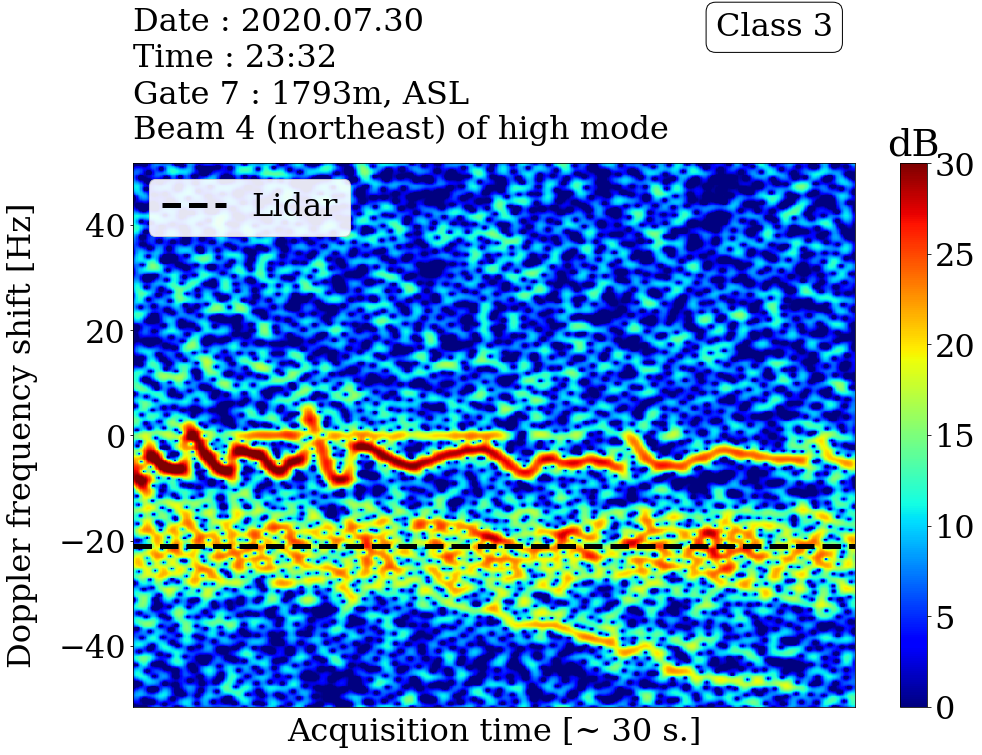 Date : 2020.07.30
Time : 23:32
Gate 7 : 1793m, ASL
Beam 4 (northeast) of high mode
Class 3
dB
Lidar
Doppler frequency shift [Hz]
40
20
0
−20
−40
30
25
20
15
10
5
0
Acquisition time [~ 30 s.]